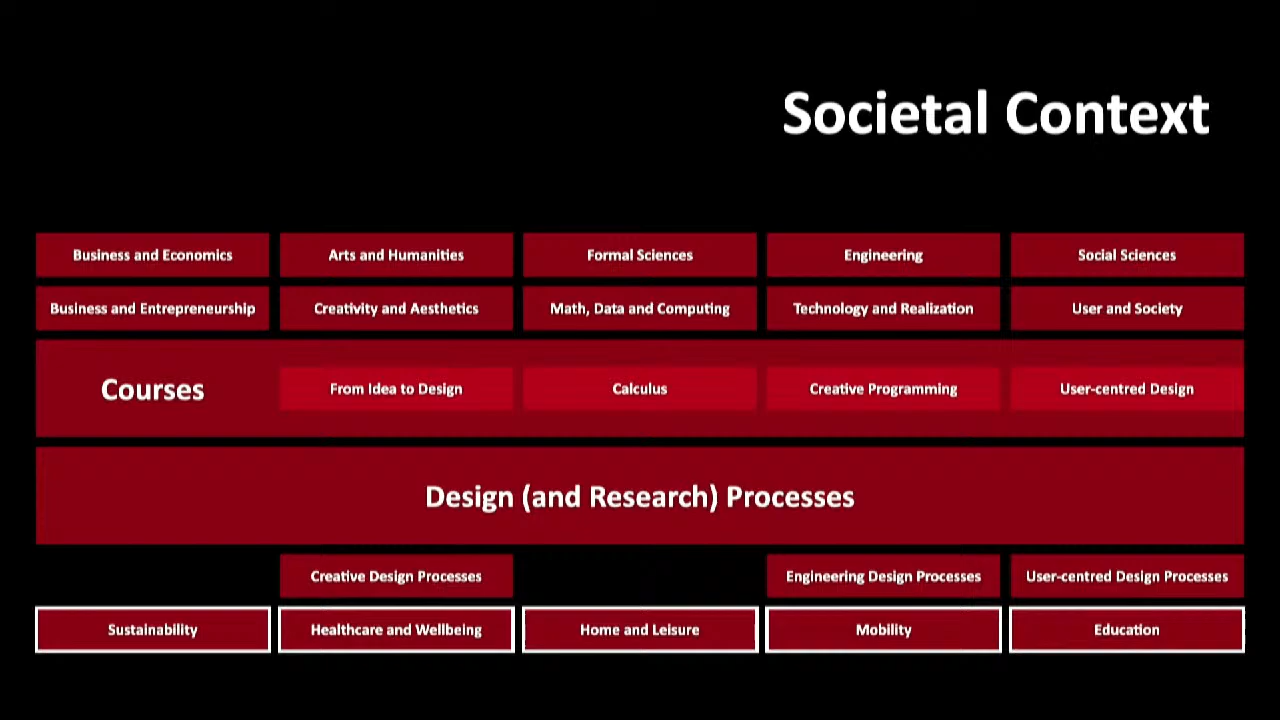 Societal Context
Business and Economics
Arts and Humanities
Formal Sciences
Engineering
Social Sciences
Business and Entrepreneurship
Creativity and Aesthetics
Math, Data and Computing
Technology and Realization
User and Society
Courses
From Idea to Design
Calculus
Creative Programming
User-centred Design
Design (and Research) Processes
Creative Design Processes
Engineering Design Processes
User-centred Design Processes
Sustainability
Healthcare and Wellbeing
Home and Leisure
Mobility
Education